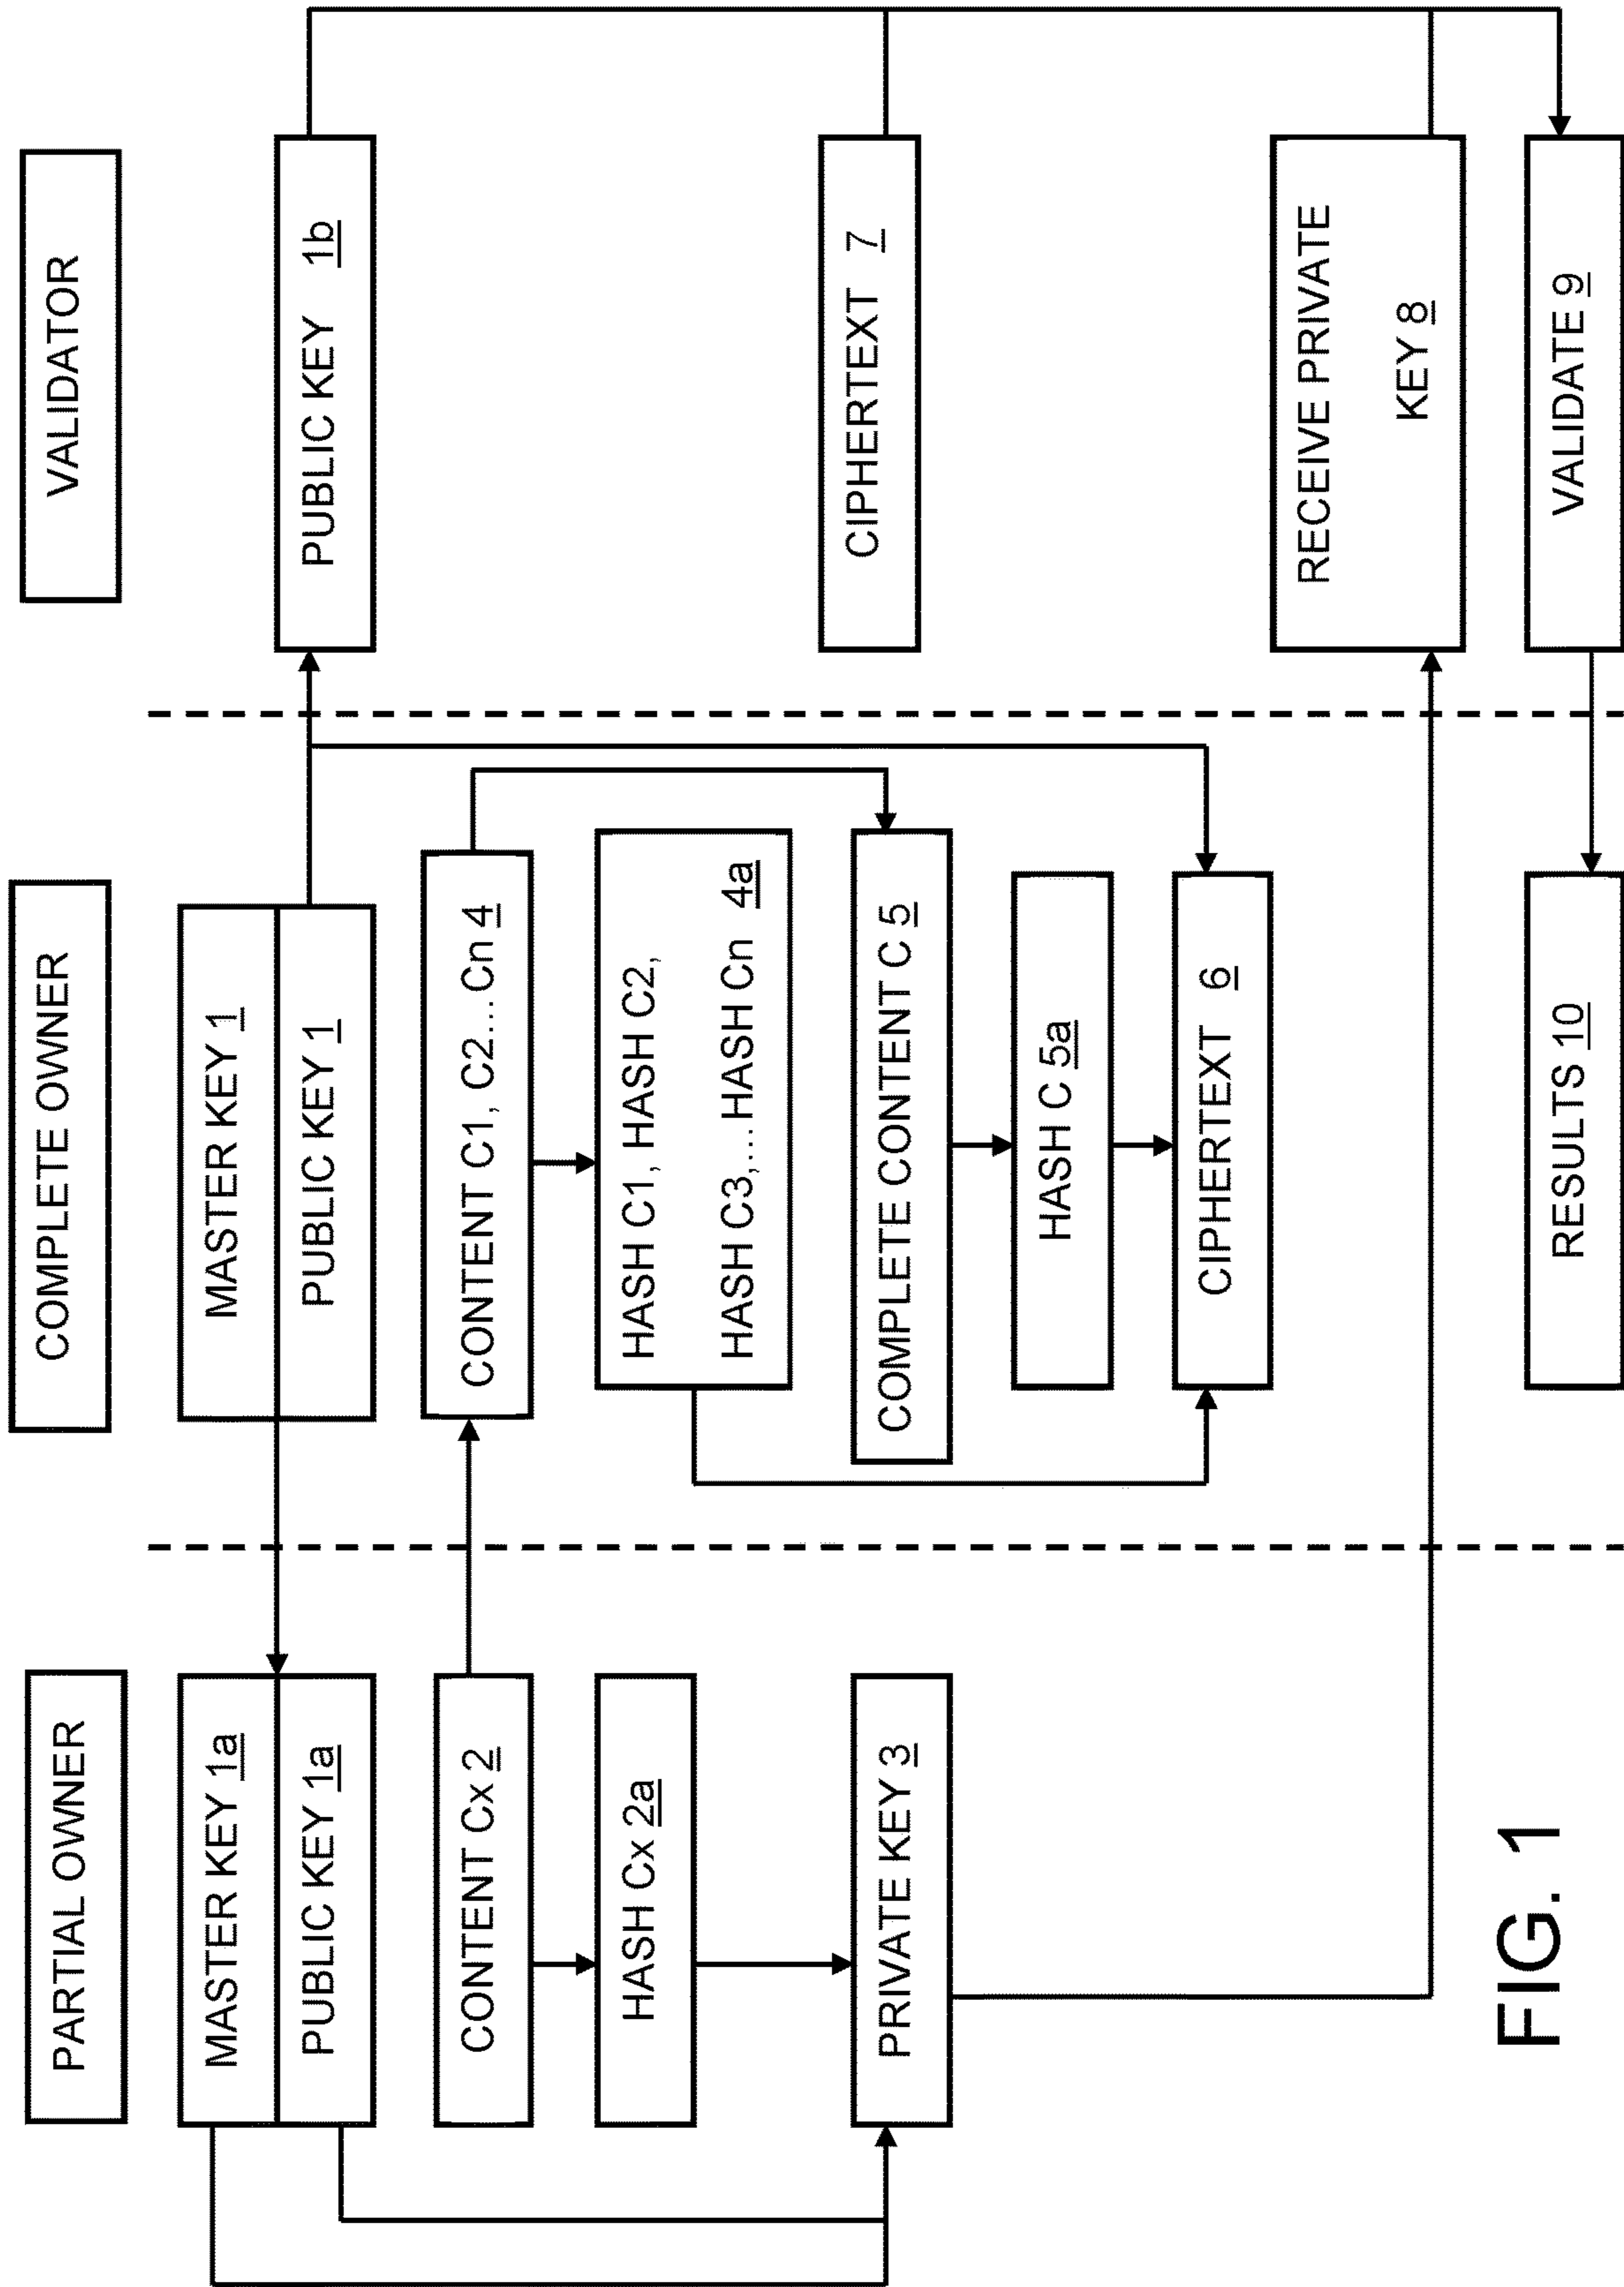 PARTIAL OWNER
COMPLETE OWNER
VALIDATOR
MASTER KEY 1a
PUBLIC KEY 1a
MASTER KEY 1
PUBLIC KEY 1
PUBLIC KEY 1b
CONTENT Cx 2
CONTENT C1, C2...Cn 4
HASH Cx 2a
HASH C1, HASH C2,
HASH C3,....HASH Cn 4a
PRIVATE KEY 3
COMPLETE CONTENT C 5
CIPHERTEXT 7
HASH C 5a
CIPHERTEXT 6
RECEIVE PRIVATE
KEY 8
RESULTS 10
VALIDATE 9
FIG. 1